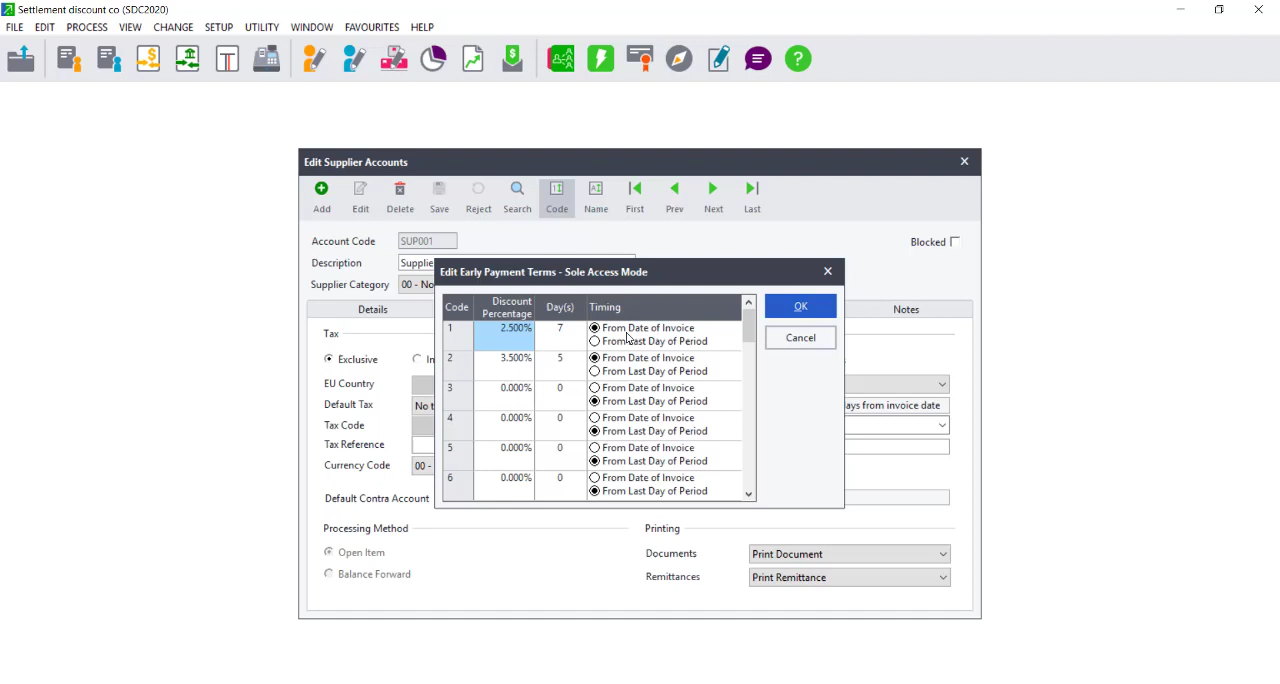 Settlement discount co (SDC2020)
FILE EDIT PROCESS VIEW CHANGE SETUP UTILITY WINDOW FAVOURITES HELP
Edit Supplier Accounts
Add Edit Delete Save Reject Search Code Name First Prev Next Last
Account Code SUP001 Blocked
Description Supplie
Supplier Category 00 - No
Edit Early Payment Terms - Sole Access Mode
Details Notes
Tax
Exclusive In
EU Country
Default Tax No t ays from invoice date
Tax Code
Tax Reference
Currency Code 00 -
Default Contra Account
Code Discount Percentage Day(s) Timing
1 2.500% 7 From Date of Invoice
From Last Day of Period
2 3.500% 5 From Date of Invoice
From Last Day of Period
3 0.000% 0 From Date of Invoice
From Last Day of Period
4 0.000% 0 From Date of Invoice
From Last Day of Period
5 0.000% 0 From Date of Invoice
From Last Day of Period
6 0.000% 0 From Date of Invoice
From Last Day of Period
OK
Cancel
Processing Method Printing
Open Item Documents Print Document
Balance Forward Remittances Print Remittance